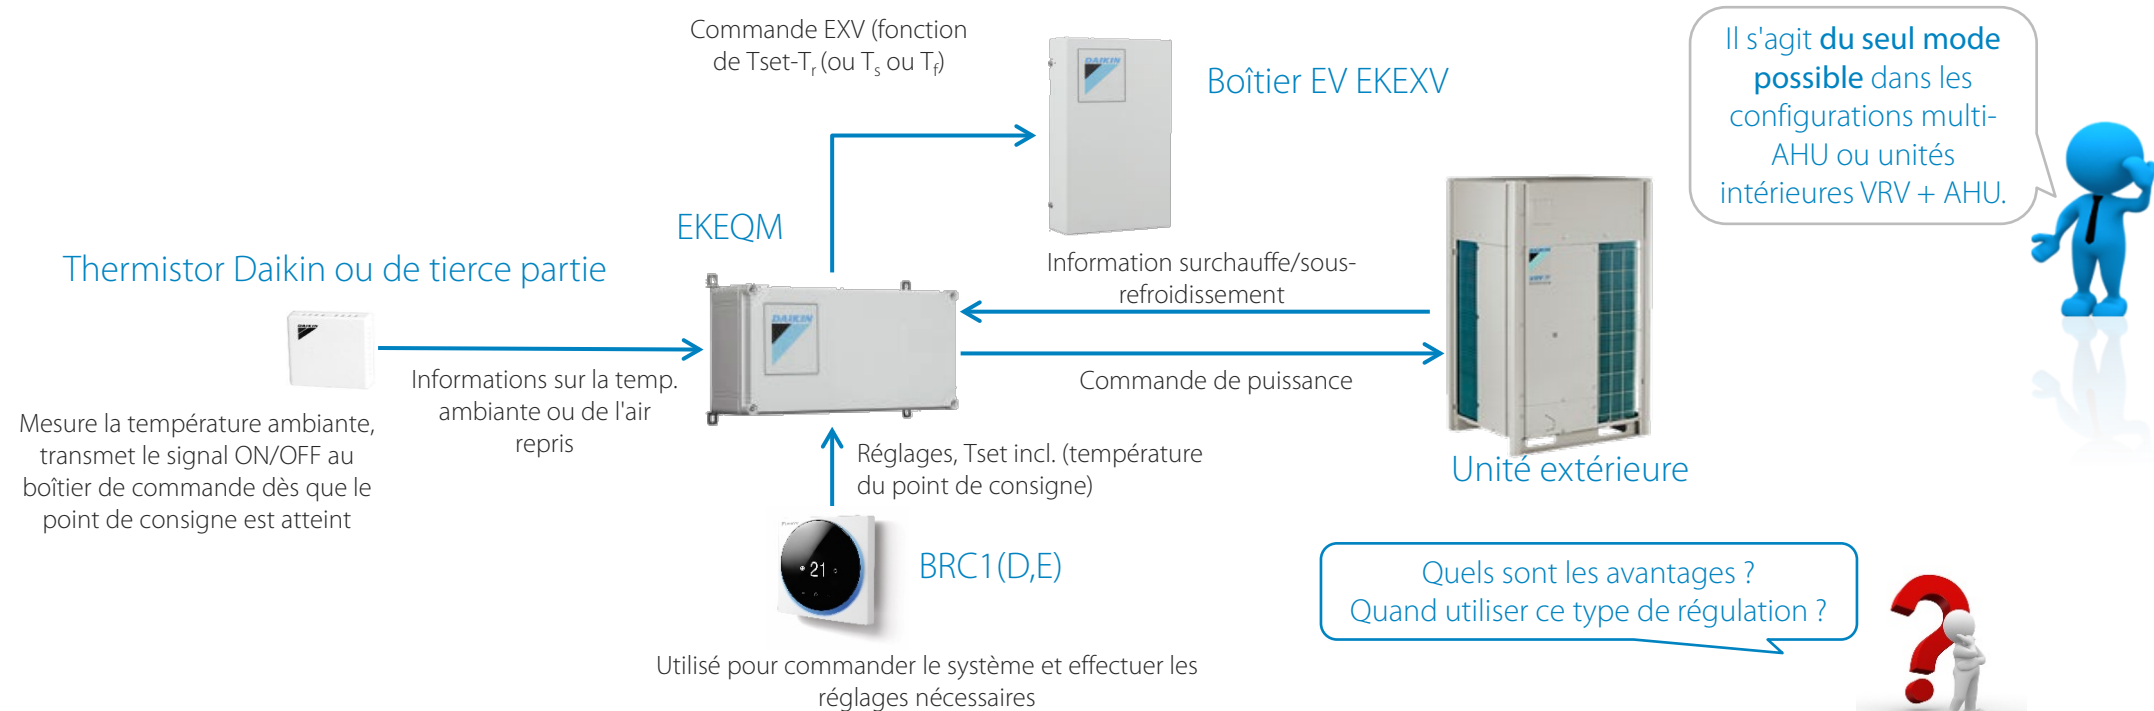 Commande EXV (fonction
de Tset-Tr (ou Ts ou Tf)
DAIKIN
Boîtier EV EKEXV
Il s'agit du seul mode
possible dans les
configurations multi-
AHU ou unités
intérieures VRV + AHU.
EKEQM
Thermistor Daikin ou de tierce partie
DAIKIN
DAIKIN
Information surchauffe/sous-
refroidissement
DAIKIN
Informations sur la temp.
ambiante ou de l'air
repris
Commande de puissance
Mesure la température ambiante,
transmet le signal ON/OFF au
boîtier de commande dès que le
point de consigne est atteint
Réglages, Tset incl. (température
du point de consigne)
Unité extérieure
21
BRC1(D,E)
Quels sont les avantages ?
Quand utiliser ce type de régulation ?
Utilisé pour commander le système et effectuer les
réglages nécessaires